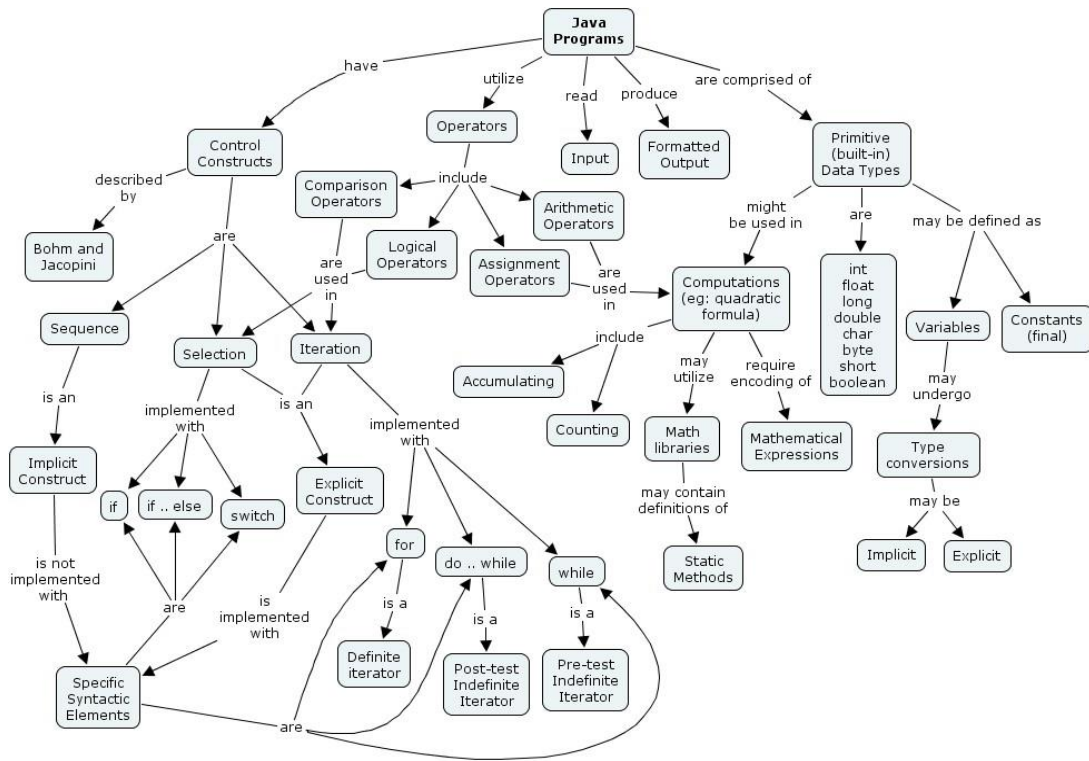 Java
Programs
have
utilize
read
produce
are comprised of
Control
Constructs
Operators
Input
Formatted
Output
Primitive
(built-in)
Data Types
described
by
include
Comparison
Operators
Arithmetic
Operators
might
be used in
are
may be defined as
Bohm and
Jacopini
are
Logical
Operators
Assignment
Operators
are
used
in
are
used
in
Computations
(eg: quadratic
formula)
int
float
long
double
char
byte
short
boolean
Variables
Constants
(final)
Sequence
Selection
Iteration
include
may
utilize
require
encoding of
may
undergo
Accumulating
is an
implemented
with
is an
implemented
with
Counting
Math
libraries
Mathematical
Expressions
Type
conversions
Implicit
Construct
if
if .. else
switch
Explicit
Construct
may contain
definitions of
may be
for
do .. while
while
Static
Methods
Implicit
Explicit
is not
implemented
with
are
is
implemented
with
is a
is a
is a
Definite
iterator
Post-test
Indefinite
Iterator
Pre-test
Indefinite
Iterator
Specific
Syntactic
Elements
are